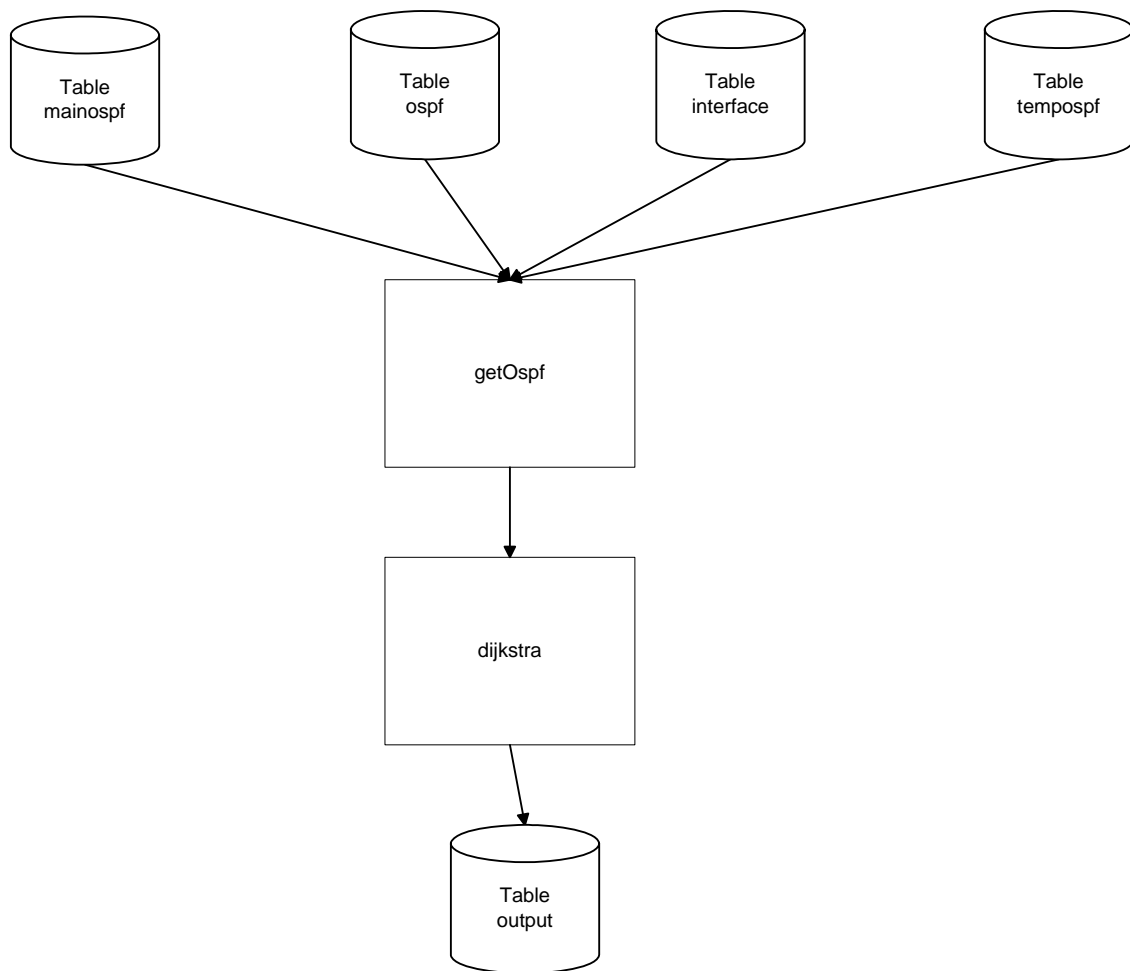 Table
mainospf
Table
ospf
Table
interface
Table
tempospf
getOspf
dijkstra
Table
output